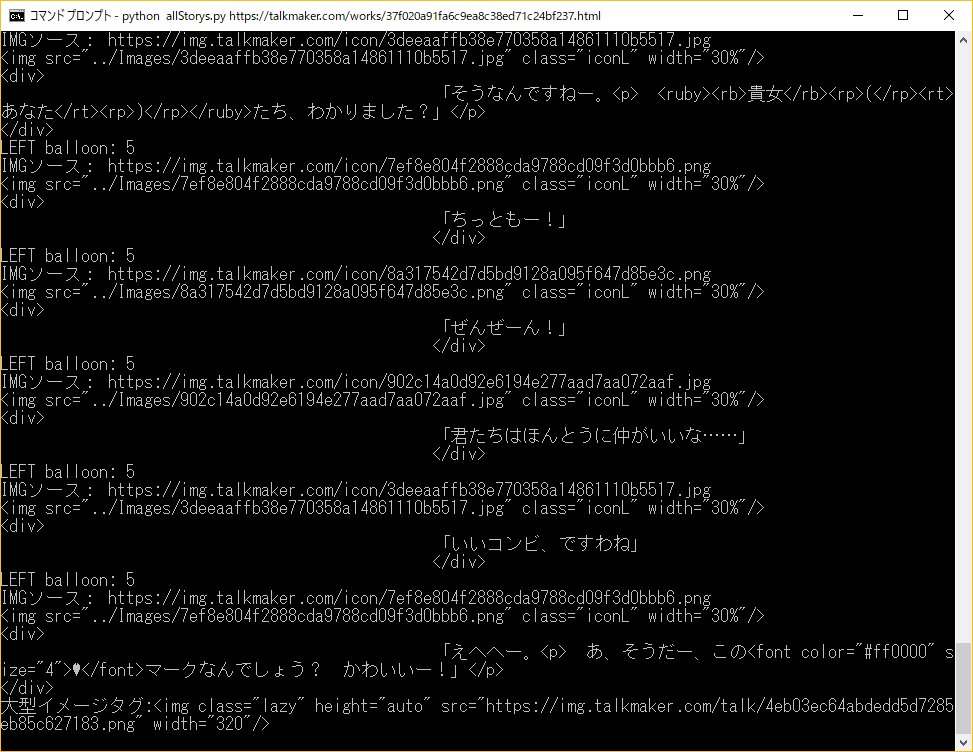 コマンドプロンプト - python allStorys.py https://talkmaker.com/works/37f020a91fa6c9ea8c38ed71c24bf237.html
IMGソース： https://img.talkmaker.com/icon/3deeaaffb38e770358a14861110b5517.jpg
<img src="../Images/3deeaaffb38e770358a14861110b5517.jpg" class="iconL" width="30%"/>
<div>
「そうなんですねー。<p>　<ruby><rb>貴女</rb><rp>(</rp><rt>
あなた</rt><rp>)</rp></ruby>たち、わかりました？」</p>
</div>
LEFT balloon: 5
IMGソース： https://img.talkmaker.com/icon/7ef8e804f2888cda9788cd09f3d0bbb6.png
<img src="../Images/7ef8e804f2888cda9788cd09f3d0bbb6.png" class="iconL" width="30%"/>
<div>
「ちっともー！」
</div>
LEFT balloon: 5
IMGソース： https://img.talkmaker.com/icon/8a317542d7d5bd9128a095f647d85e3c.png
<img src="../Images/8a317542d7d5bd9128a095f647d85e3c.png" class="iconL" width="30%"/>
<div>
「ぜんぜーん！」
</div>
LEFT balloon: 5
IMGソース： https://img.talkmaker.com/icon/902c14a0d92e6194e277aad7aa072aaf.jpg
<img src="../Images/902c14a0d92e6194e277aad7aa072aaf.jpg" class="iconL" width="30%"/>
<div>
「君たちはほんとうに仲がいいな……」
</div>
LEFT balloon: 5
IMGソース： https://img.talkmaker.com/icon/3deeaaffb38e770358a14861110b5517.jpg
<img src="../Images/3deeaaffb38e770358a14861110b5517.jpg" class="iconL" width="30%"/>
<div>
「いいコンビ、ですわね」
</div>
LEFT balloon: 5
IMGソース： https://img.talkmaker.com/icon/7ef8e804f2888cda9788cd09f3d0bbb6.png
<img src="../Images/7ef8e804f2888cda9788cd09f3d0bbb6.png" class="iconL" width="30%"/>
<div>
「えへへー。<p>　あ、そうだー、この<font color="#ff0000" s
ize="4">♥</font>マークなんでしょう？　かわいいー！」</p>
</div>
大型イメージタグ:<img class="lazy" height="auto" src="https://img.talkmaker.com/talk/4eb03ec64abdedd5d7285
eb85c627183.png" width="320"/>